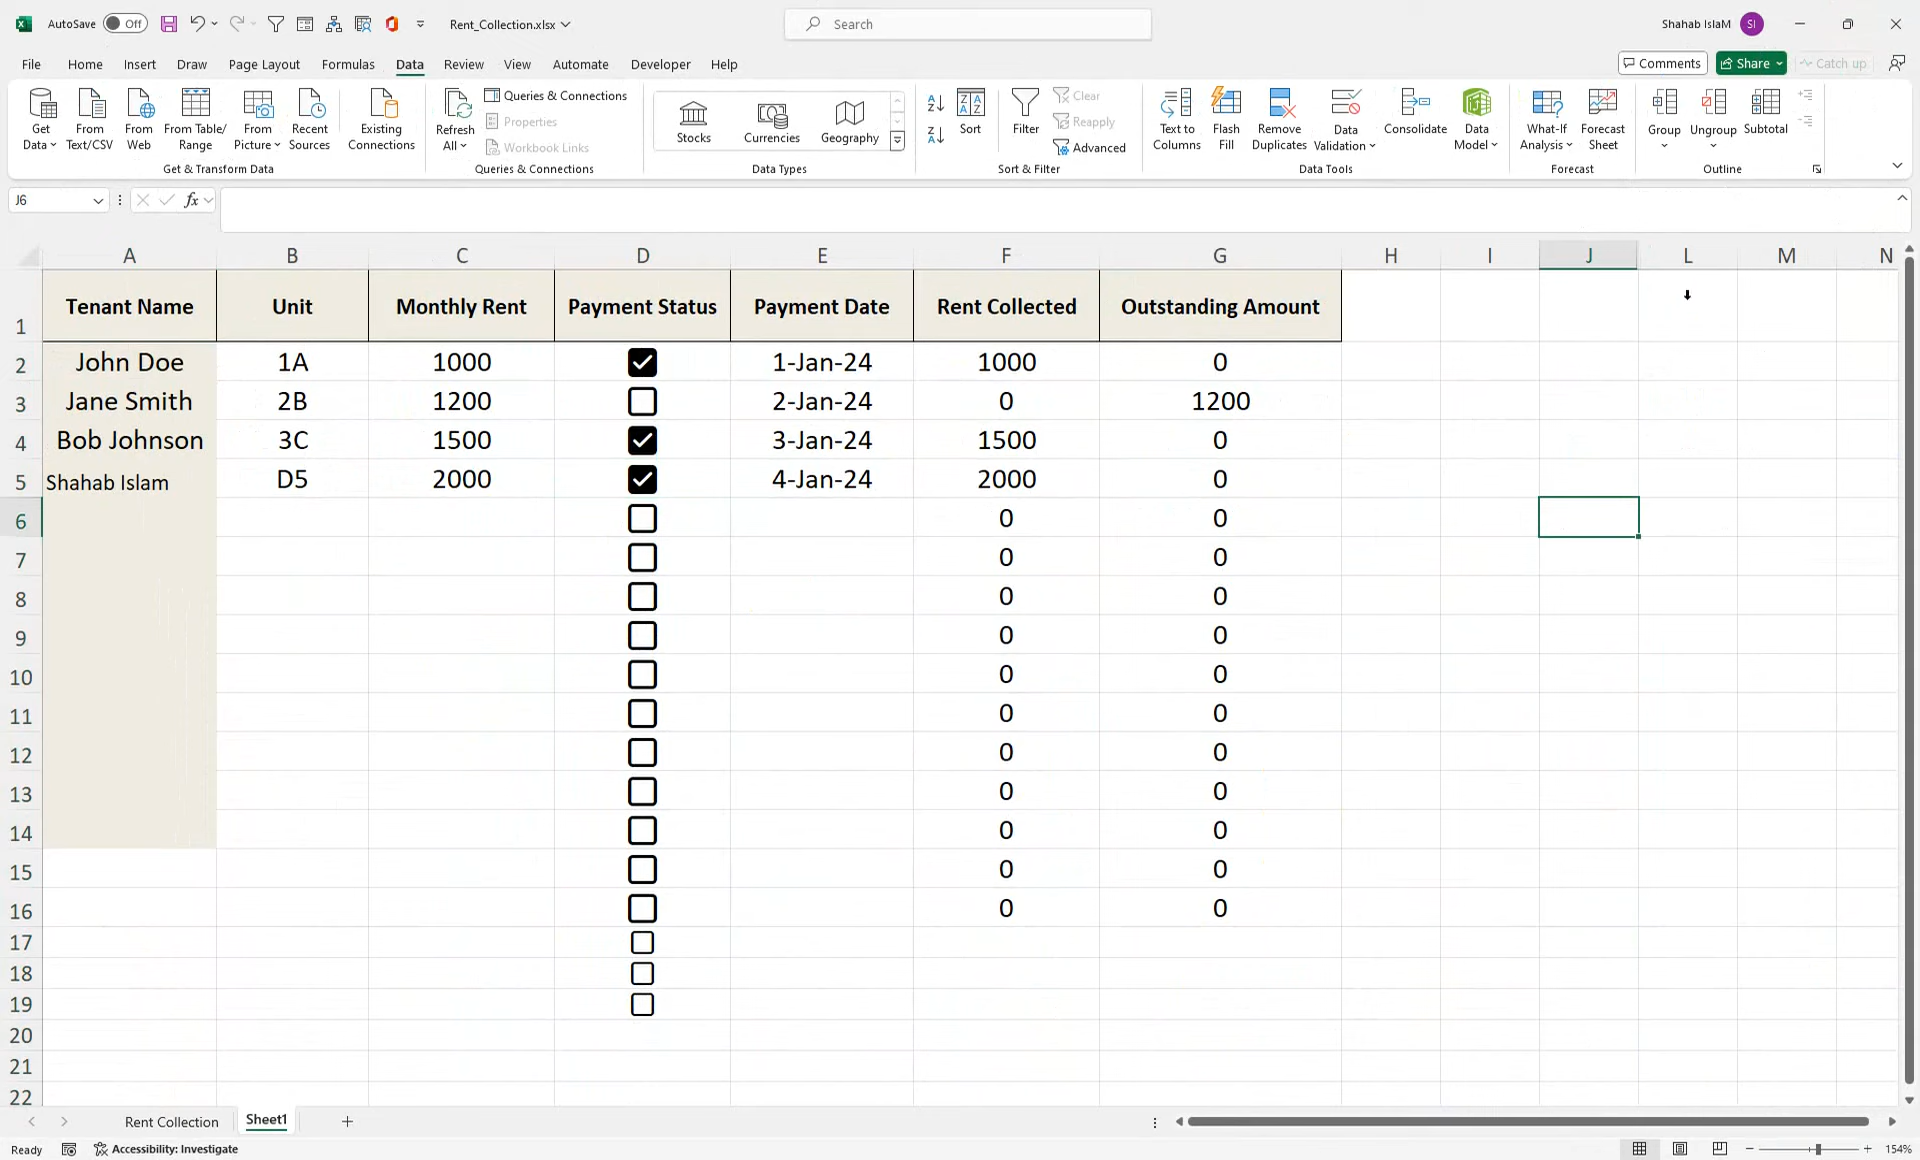 AutoSave Off Rent_Collection.xlsx Search Shahab IslaM SI
File Home Insert Draw Page Layout Formulas Data Review View Automate Developer Help Comments Share Catch up
Get Data From Text/CSV From Web From Table/Range From Picture Recent Sources Existing Connections
Get & Transform Data
Refresh All Queries & Connections Properties Workbook Links
Queries & Connections
Stocks Currencies Geography
Data Types
Sort Filter Clear Reapply Advanced
Sort & Filter
Text to Columns Flash Fill Remove Duplicates Data Validation Consolidate Data Model
Data Tools
What-If Analysis Forecast Sheet
Forecast
Group Ungroup Subtotal
Outline
J6 fx
A B C D E F G H I J L M N
1 Tenant Name Unit Monthly Rent Payment Status Payment Date Rent Collected Outstanding Amount
2 John Doe 1A 1000 1-Jan-24 1000 0
3 Jane Smith 2B 1200 2-Jan-24 0 1200
4 Bob Johnson 3C 1500 3-Jan-24 1500 0
5 Shahab Islam D5 2000 4-Jan-24 2000 0
6 0 0
7 0 0
8 0 0
9 0 0
10 0 0
11 0 0
12 0 0
13 0 0
14 0 0
15 0 0
16 0 0
17
18
19
20
21
22
Rent Collection Sheet1
Ready Accessibility: Investigate 154%